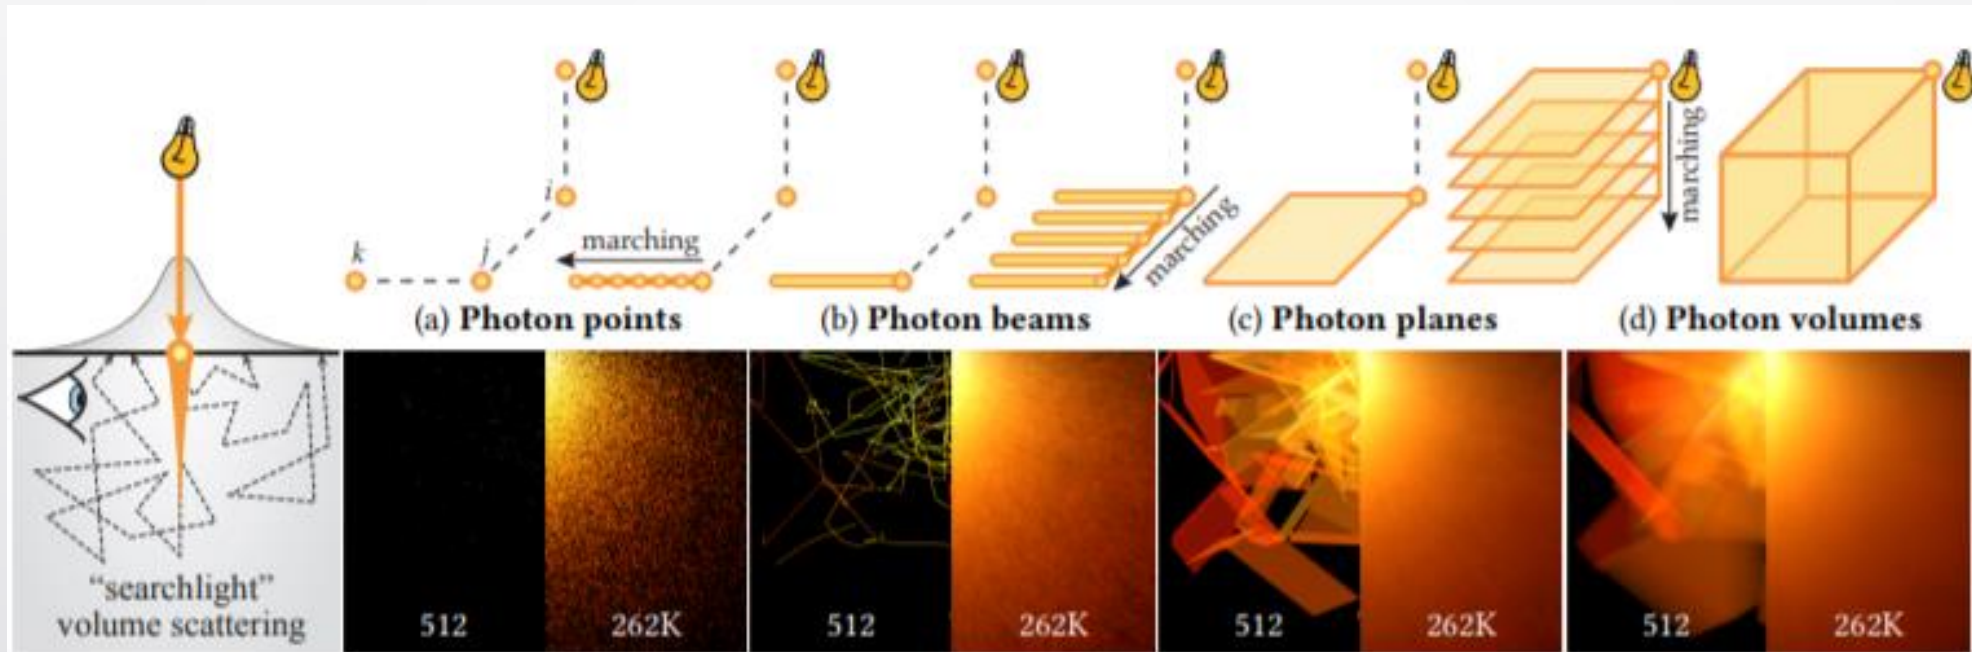 k
j
i
marching
marching
marching
(a) Photon points
(b) Photon beams
(c) Photon planes
(d) Photon volumes
"searchlight"
volume scattering
512
262K
512
262K
512
262K
512
262K